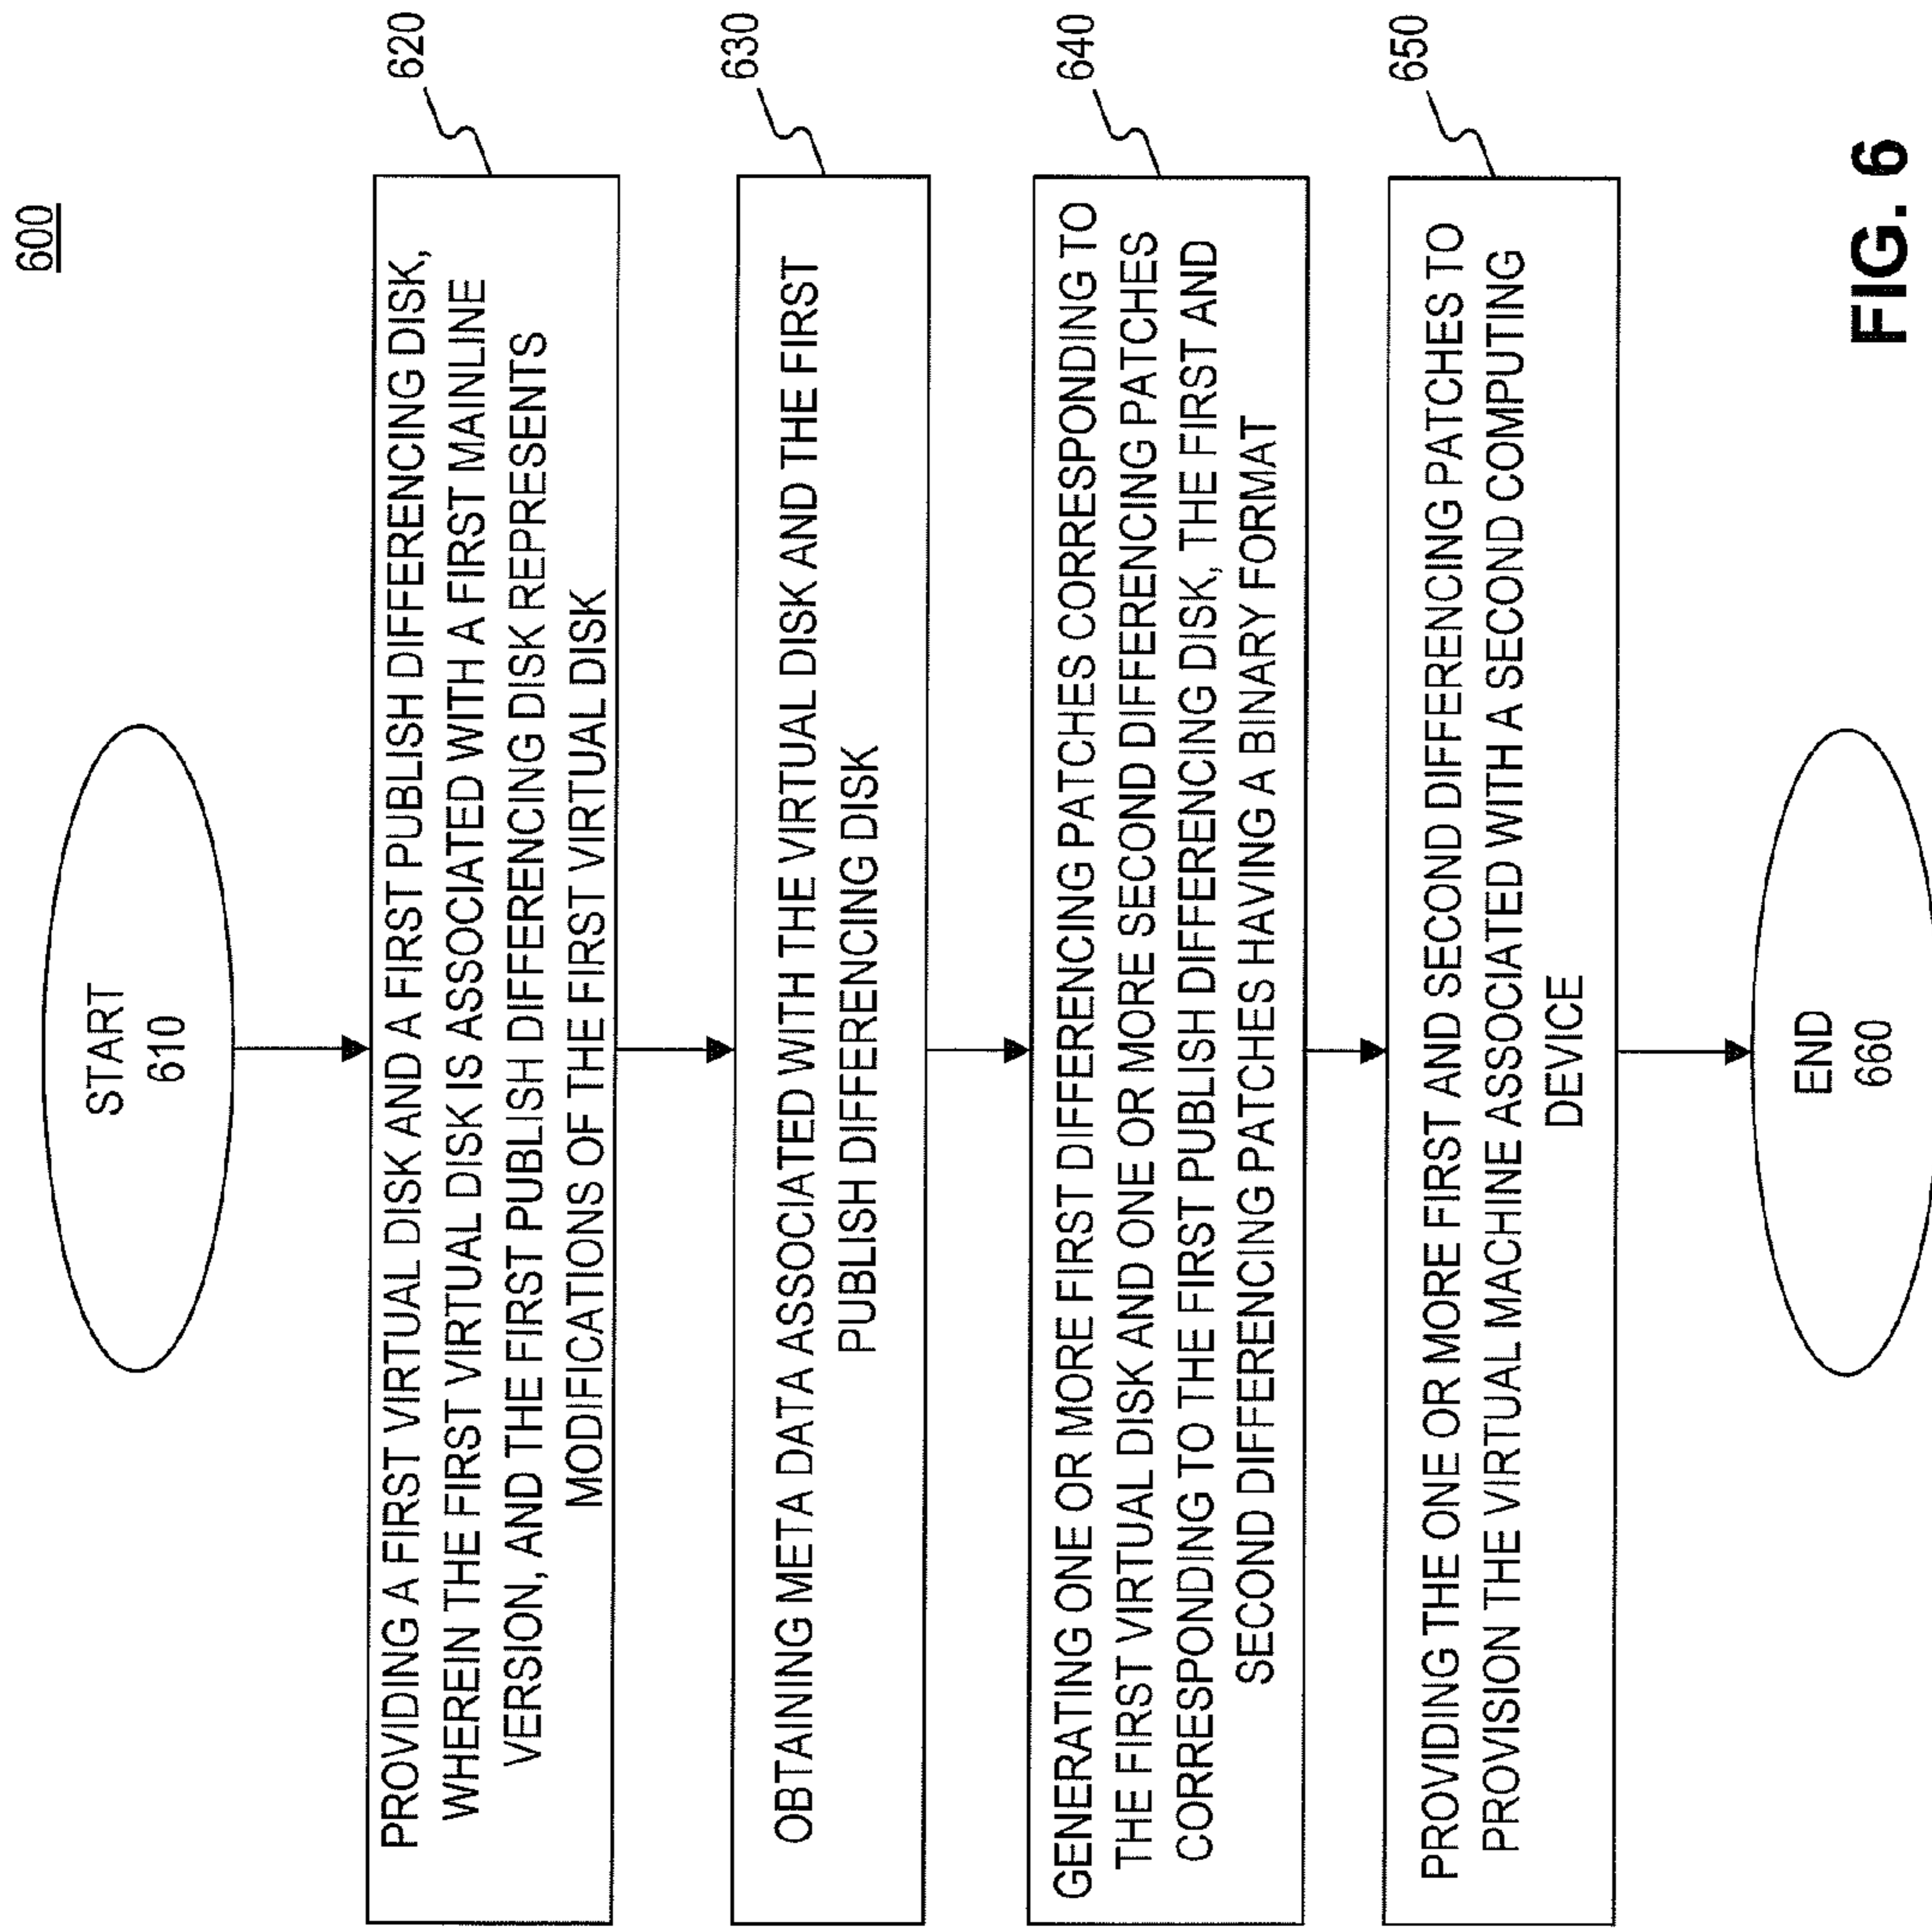 600
START
610
PROVIDING A FIRST VIRTUAL DISK AND A FIRST PUBLISH DIFFERENCING DISK,
WHEREIN THE FIRST VIRTUAL DISK IS ASSOCIATED WITH A FIRST MAINLINE
VERSION, AND THE FIRST PUBLISH DIFFERENCING DISK REPRESENTS
MODIFICATIONS OF THE FIRST VIRTUAL DISK
620
OBTAINING META DATA ASSOCIATED WITH THE VIRTUAL DISK AND THE FIRST
PUBLISH DIFFERENCING DISK
630
GENERATING ONE OR MORE FIRST DIFFERENCING PATCHES CORRESPONDING TO
THE FIRST VIRTUAL DISK AND ONE OR MORE SECOND DIFFERENCING PATCHES
CORRESPONDING TO THE FIRST PUBLISH DIFFERENCING DISK, THE FIRST AND
SECOND DIFFERENCING PATCHES HAVING A BINARY FORMAT
640
PROVIDING THE ONE OR MORE FIRST AND SECOND DIFFERENCING PATCHES TO
PROVISION THE VIRTUAL MACHINE ASSOCIATED WITH A SECOND COMPUTING
DEVICE
650
END
660
FIG. 6